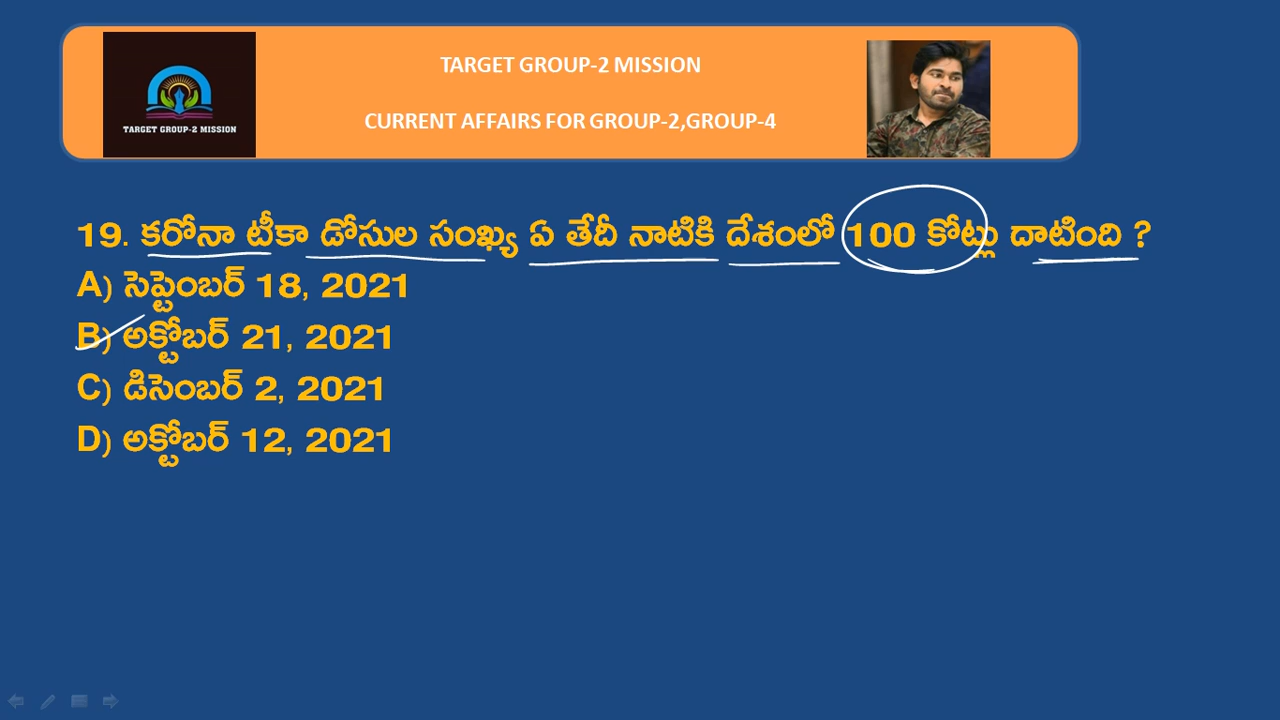 TARGET GROUP-2 MISSION
TARGET GROUP-2 MISSION
CURRENT AFFAIRS FOR GROUP-2,GROUP-4
19. కరోనా టీకా డోసుల సంఖ్య ఏ తేదీ నాటికి దేశంలో 100 కోట్లు దాటింది ?
A) సెప్టెంబర్ 18, 2021
B) అక్టోబర్ 21, 2021
C) డిసెంబర్ 2, 2021
D) అక్టోబర్ 12, 2021